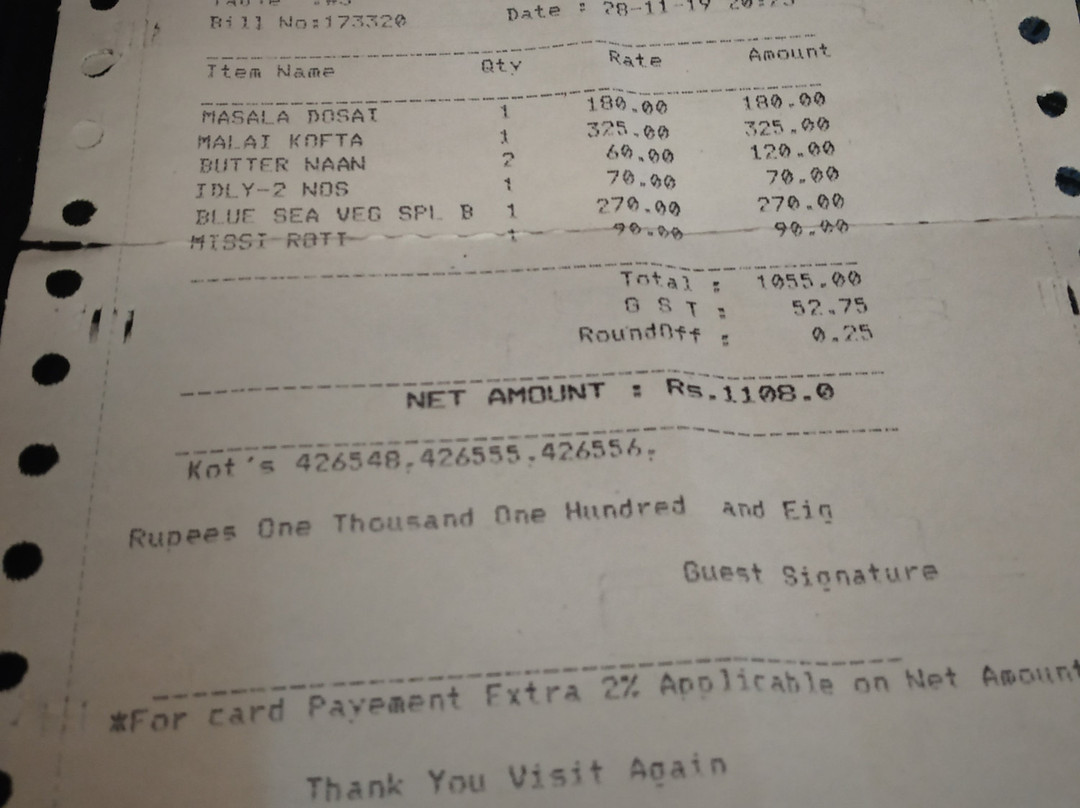 Bill No:173320 Date : 28-11-19
Item Name Qty Rate Amount
MASALA DOSAI 1 180.00 180.00
MALAI KOFTA 1 325.00 325.00
BUTTER NAAN 2 60.00 120.00
IDLY-2 NOS 1 70.00 70.00
BLUE SEA VEG SPL B 1 270.00 270.00
MISSI ROTI 1 90.00 90.00
Total : 1055.00
G S T : 52.75
RoundOff : 0.25
NET AMOUNT : Rs.1108.0
Kot's 426548,426555,426556,
Rupees One Thousand One Hundred and Eig
Guest Signature
*For card Payement Extra 2% Applicable on Net Amount
Thank You Visit Again